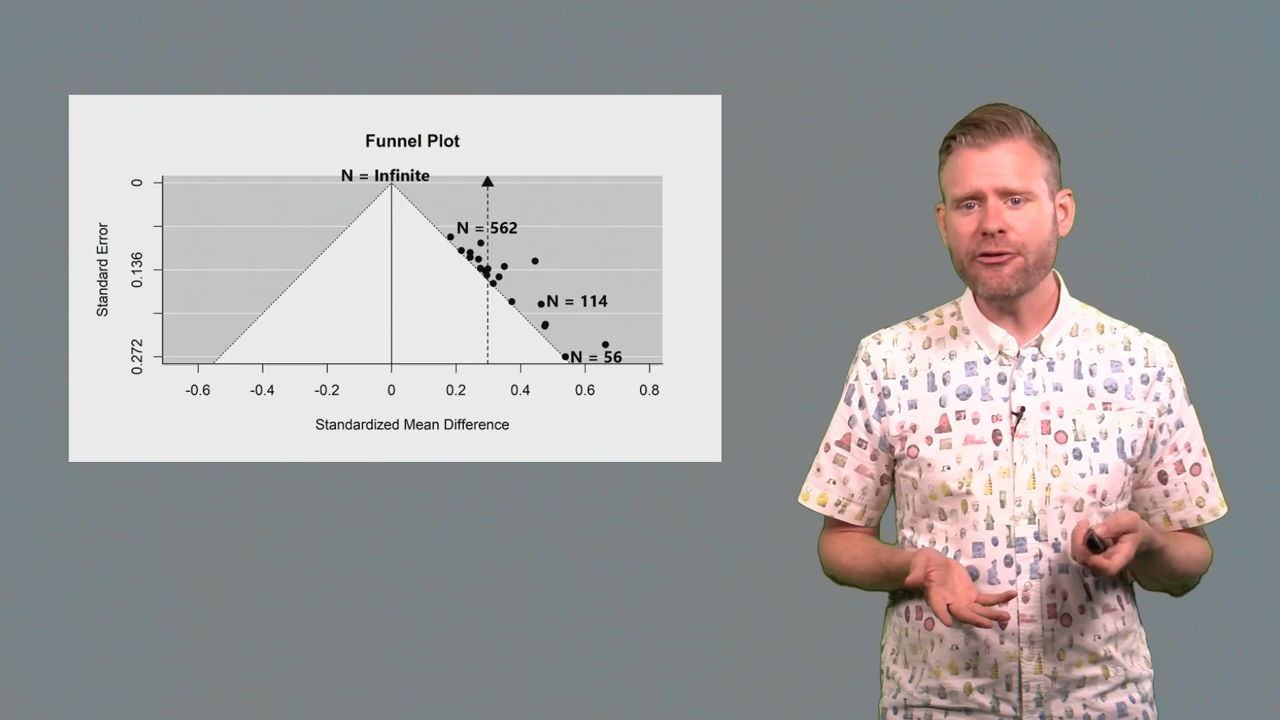 Funnel Plot
N = Infinite
0
N = 562
0.136
N = 114
0.272
N = 56
-0.6 -0.4 -0.2 0 0.2 0.4 0.6 0.8
Standard Error
Standardized Mean Difference